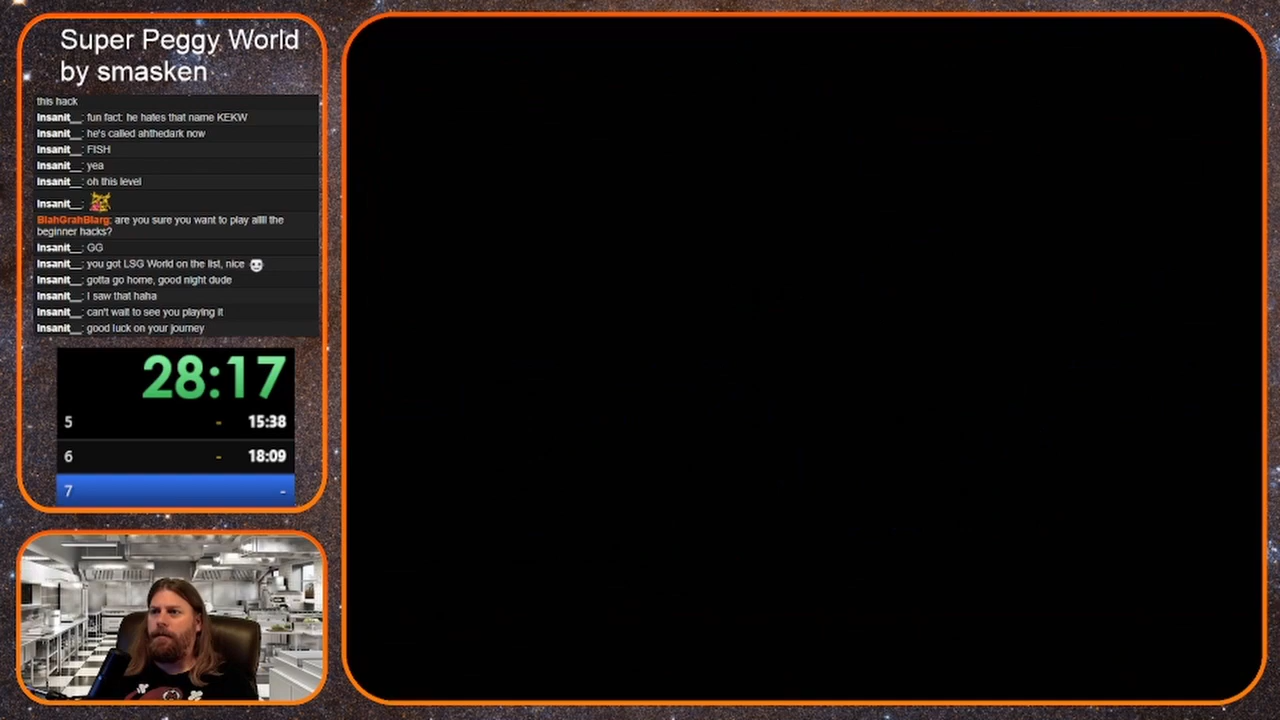 Super Peggy World
by smasken
this hack
Insanit__: fun fact: he hates that name KEKW
Insanit__: he's called ahthedark now
Insanit__: FISH
Insanit__: yea
Insanit__: oh this level
Insanit__:
BlahGrahBlarg: are you sure you want to play allll the
beginner hacks?
Insanit__: GG
Insanit__: you got LSG World on the list, nice
Insanit__: gotta go home, good night dude
Insanit__: I saw that haha
Insanit__: can't wait to see you playing it
Insanit__: good luck on your journey
28:17
5 - 15:38
6 - 18:09
7 -